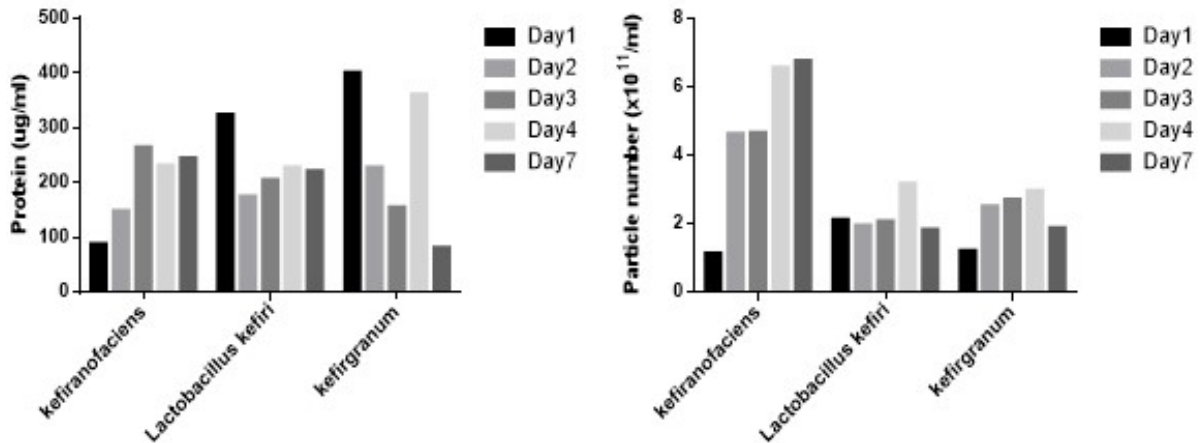 Protein (ug/ml)
500
400
300
200
100
0
kefiranofaciens
Lactobacillus kefiri
kefirgranum
Day1
Day2
Day3
Day4
Day7
Particle number (x10¹¹/ml)
8
6
4
2
0
kefiranofaciens
Lactobacillus kefiri
kefirgranum
Day1
Day2
Day3
Day4
Day7